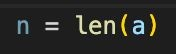 n = len(a)